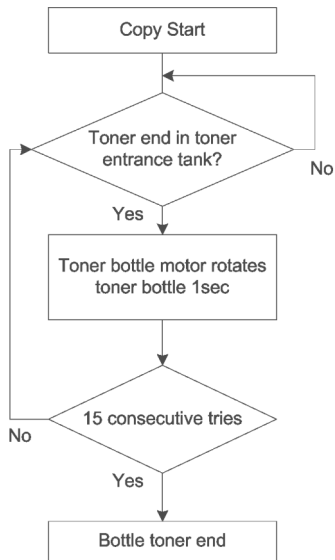 Copy Start
Toner end in toner
entrance tank?
No
Yes
Toner bottle motor rotates
toner bottle 1sec
15 consecutive tries
No
Yes
Bottle toner end